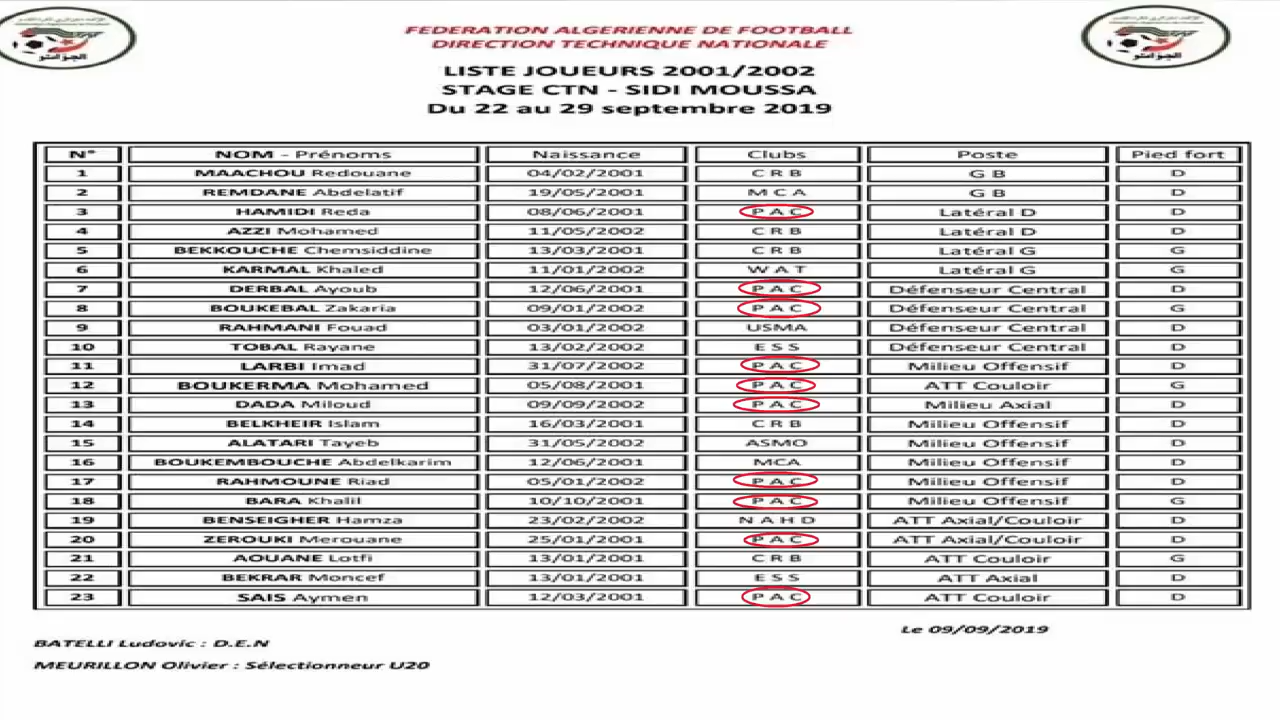 FEDERATION ALGERIENNE DE FOOTBALL
DIRECTION TECHNIQUE NATIONALE
LISTE JOUEURS 2001/2002
STAGE CTN - SIDI MOUSSA
Du 22 au 29 septembre 2019
N° NOM - Prénoms Naissance Clubs Poste Pied fort
1 MAACHOU Redouane 04/02/2001 C R B G B D
2 REMDANE Abdelatif 19/05/2001 M C A G B D
3 HAMIDI Reda 08/06/2001 P A C Latéral D D
4 AZZI Mohamed 11/05/2002 C R B Latéral D D
5 BEKKOUCHE Chemsiddine 13/03/2001 C R B Latéral G G
6 KARMAL Khaled 11/01/2002 W A T Latéral G G
7 DERBAL Ayoub 12/06/2001 P A C Défenseur Central D
8 BOUKEBAL Zakaria 09/01/2002 P A C Défenseur Central G
9 RAHMANI Fouad 03/01/2002 USMA Défenseur Central D
10 TOBAL Rayane 13/02/2002 E S S Défenseur Central D
11 LARBI Imad 31/07/2002 P A C Milieu Offensif D
12 BOUKERMA Mohamed 05/08/2001 P A C ATT Couloir G
13 DADA Miloud 09/09/2002 P A C Milieu Axial D
14 BELKHEIR Islam 16/03/2001 C R B Milieu Offensif D
15 ALATARI Tayeb 31/05/2002 ASMO Milieu Offensif D
16 BOUKEMBOUCHE Abdelkarim 12/06/2001 MCA Milieu Offensif D
17 RAHMOUNE Riad 05/01/2002 P A C Milieu Offensif D
18 BARA Khalil 10/10/2001 P A C Milieu Offensif G
19 BENSEIGHER Hamza 23/02/2002 N A H D ATT Axial/Couloir D
20 ZEROUKI Merouane 25/01/2001 P A C ATT Axial/Couloir D
21 AOUANE Lotfi 13/01/2001 C R B ATT Couloir G
22 BEKRAR Moncef 13/01/2001 E S S ATT Axial D
23 SAIS Aymen 12/03/2001 P A C ATT Couloir D
Le 09/09/2019
BATELLI Ludovic : D.E.N
MEURILLON Olivier : Sélectionneur U20